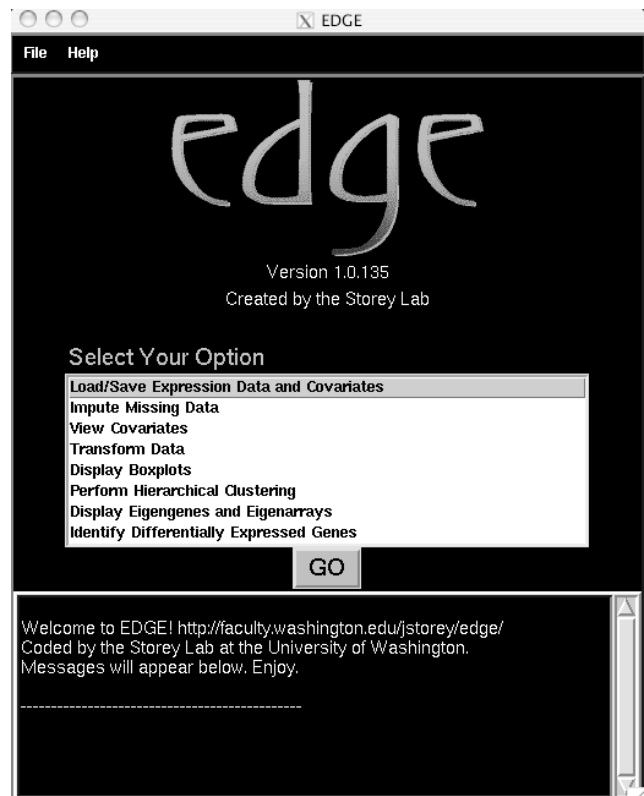 EDGE
File Help
edge
Version 1.0.135
Created by the Storey Lab
Select Your Option
Load/Save Expression Data and Covariates
Impute Missing Data
View Covariates
Transform Data
Display Boxplots
Perform Hierarchical Clustering
Display Eigengenes and Eigenarrays
Identify Differentially Expressed Genes
GO
Welcome to EDGE! http://faculty.washington.edu/jstorey/edge/
Coded by the Storey Lab at the University of Washington.
Messages will appear below. Enjoy.
----------------------------------------------